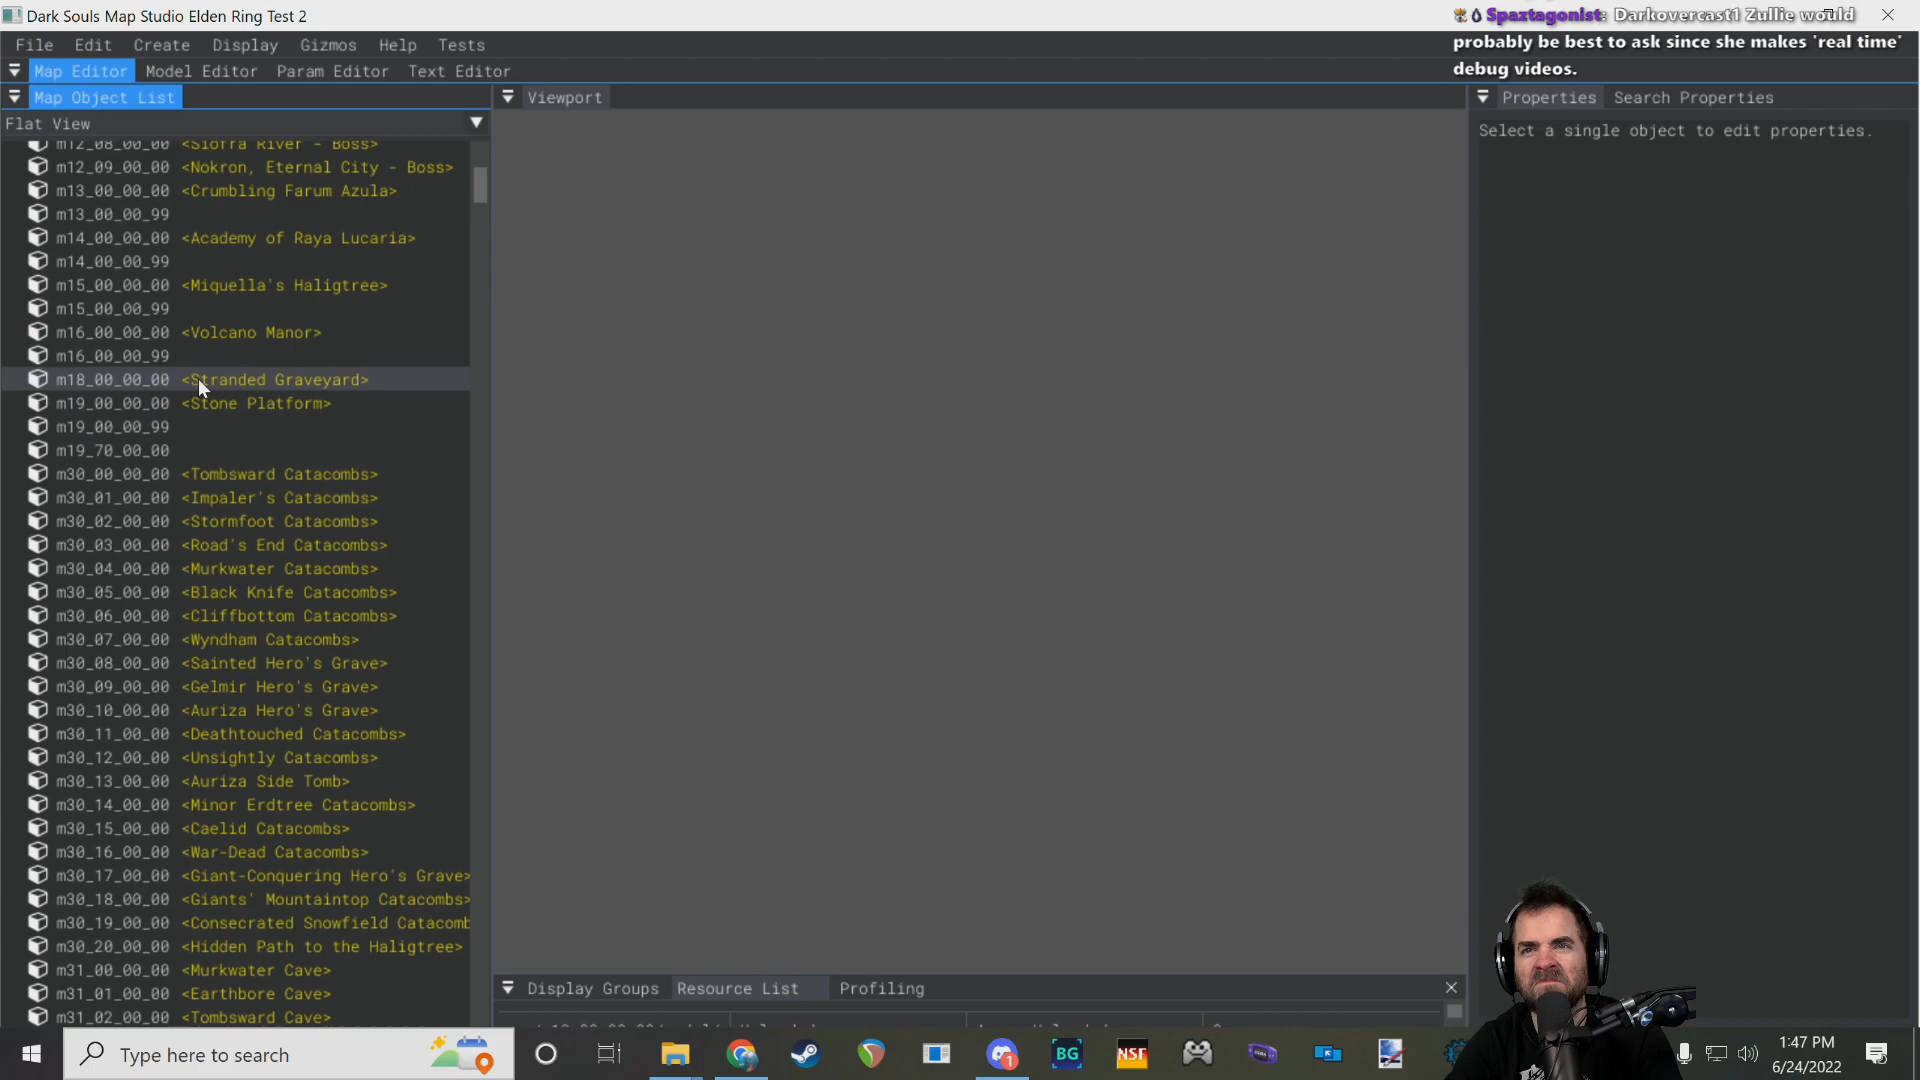 Dark Souls Map Studio Elden Ring Test 2
Spaztagonist: Darkovercast1 Zullie would
probably be best to ask since she makes 'real time'
debug videos.
File Edit Create Display Gizmos Help Tests
Map Editor Model Editor Param Editor Text Editor
Map Object List
Viewport
Properties Search Properties
Flat View
Select a single object to edit properties.
m12_08_00_00 <Siofra River - Boss>
m12_09_00_00 <Nokron, Eternal City - Boss>
m13_00_00_00 <Crumbling Farum Azula>
m13_00_00_99
m14_00_00_00 <Academy of Raya Lucaria>
m14_00_00_99
m15_00_00_00 <Miquella's Haligtree>
m15_00_00_99
m16_00_00_00 <Volcano Manor>
m16_00_00_99
m18_00_00_00 <Stranded Graveyard>
m19_00_00_00 <Stone Platform>
m19_00_00_99
m19_70_00_00
m30_00_00_00 <Tombsward Catacombs>
m30_01_00_00 <Impaler's Catacombs>
m30_02_00_00 <Stormfoot Catacombs>
m30_03_00_00 <Road's End Catacombs>
m30_04_00_00 <Murkwater Catacombs>
m30_05_00_00 <Black Knife Catacombs>
m30_06_00_00 <Cliffbottom Catacombs>
m30_07_00_00 <Wyndham Catacombs>
m30_08_00_00 <Sainted Hero's Grave>
m30_09_00_00 <Gelmir Hero's Grave>
m30_10_00_00 <Auriza Hero's Grave>
m30_11_00_00 <Deathtouched Catacombs>
m30_12_00_00 <Unsightly Catacombs>
m30_13_00_00 <Auriza Side Tomb>
m30_14_00_00 <Minor Erdtree Catacombs>
m30_15_00_00 <Caelid Catacombs>
m30_16_00_00 <War-Dead Catacombs>
m30_17_00_00 <Giant-Conquering Hero's Grave>
m30_18_00_00 <Giants' Mountaintop Catacombs>
m30_19_00_00 <Consecrated Snowfield Catacomb
m30_20_00_00 <Hidden Path to the Haligtree>
m31_00_00_00 <Murkwater Cave>
m31_01_00_00 <Earthbore Cave>
m31_02_00_00 <Tombsward Cave>
Display Groups Resource List Profiling
Type here to search
BG
NSF
1
1:47 PM
6/24/2022